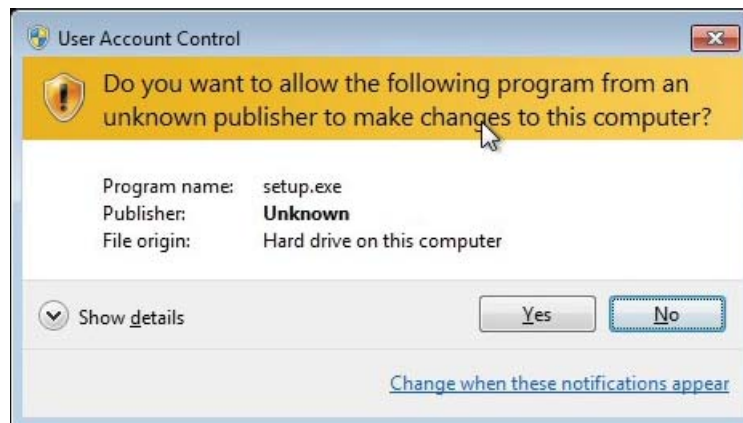 User Account Control
Do you want to allow the following program from an
unknown publisher to make changes to this computer?
Program name: setup.exe
Publisher: Unknown
File origin: Hard drive on this computer
Show details
Yes No
Change when these notifications appear